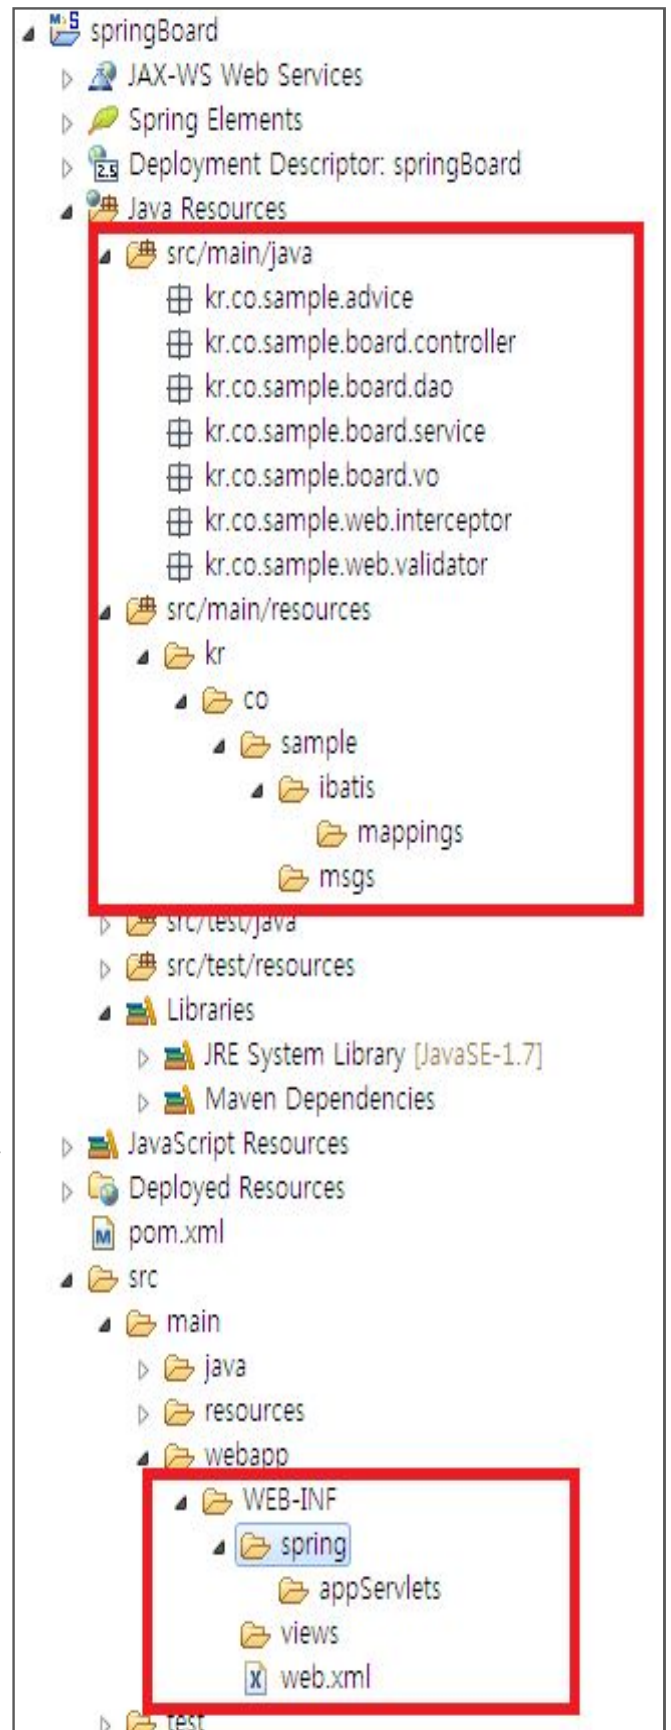 springBoard
JAX-WS Web Services
Spring Elements
2.5 Deployment Descriptor: springBoard
Java Resources
src/main/java
kr.co.sample.advice
kr.co.sample.board.controller
kr.co.sample.board.dao
kr.co.sample.board.service
kr.co.sample.board.vo
kr.co.sample.web.interceptor
kr.co.sample.web.validator
src/main/resources
kr
co
sample
ibatis
mappings
msgs
src/test/java
src/test/resources
Libraries
JRE System Library [JavaSE-1.7]
Maven Dependencies
JavaScript Resources
Deployed Resources
pom.xml
src
main
java
resources
webapp
WEB-INF
spring
appServlets
views
web.xml
test